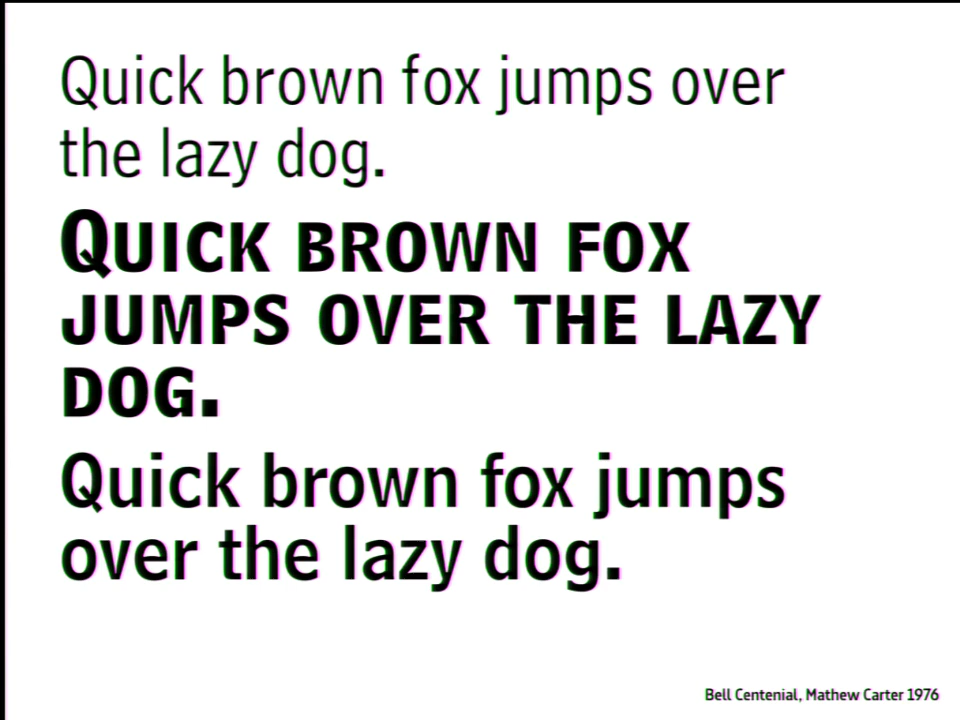 Quick brown fox jumps over
the lazy dog.
QUICK BROWN FOX
JUMPS OVER THE LAZY
DOG.
Quick brown fox jumps
over the lazy dog.
Bell Centenial, Mathew Carter 1976